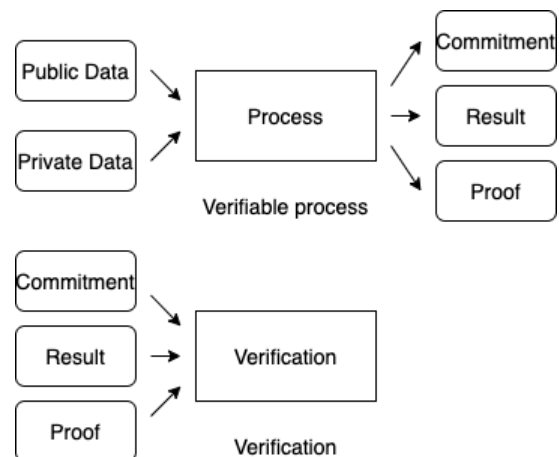 Commitment
Public Data
Process
Result
Private Data
Proof
Verifiable process
Commitment
Result
Verification
Proof
Verification